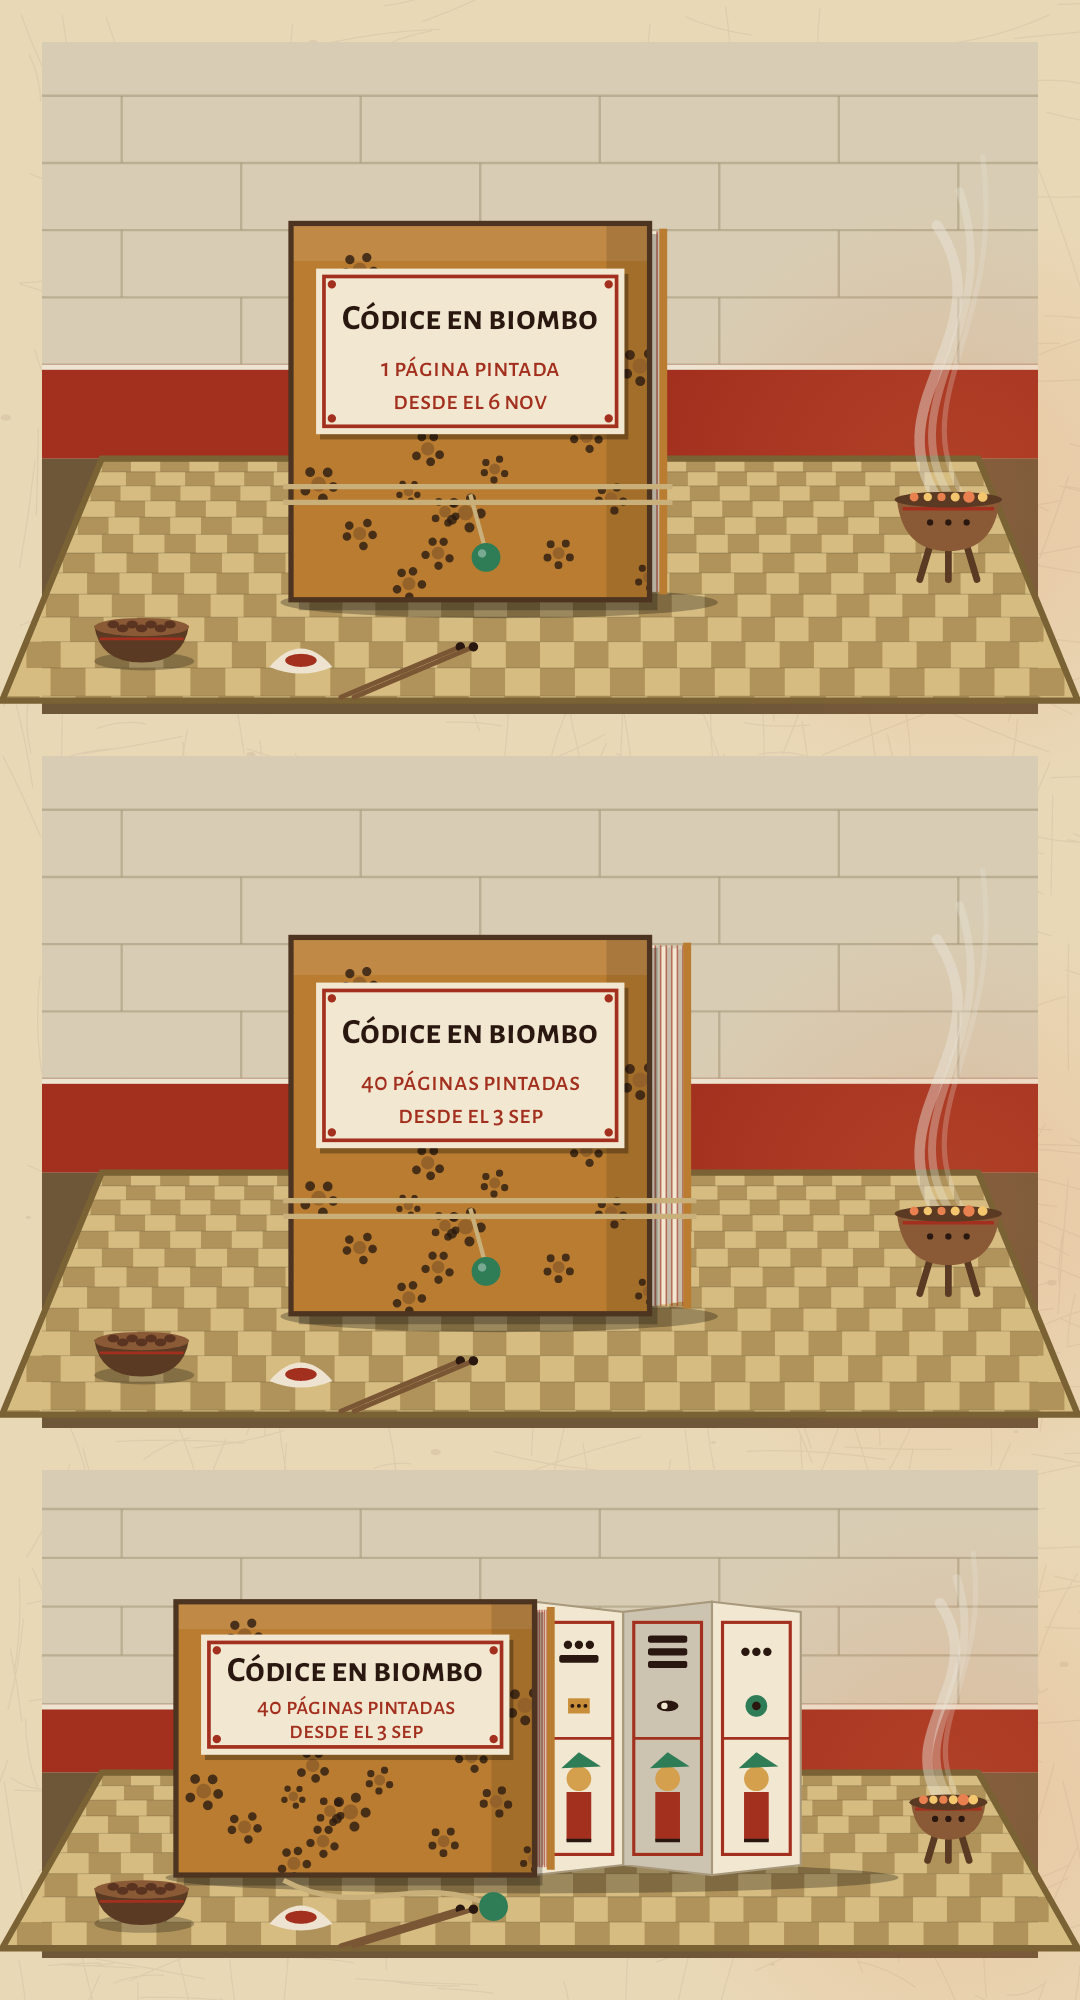 Códice en biombo
1 página pintada
desde el 6 nov
Códice en biombo
40 páginas pintadas
desde el 3 sep
Códice en biombo
40 páginas pintadas
desde el 3 sep